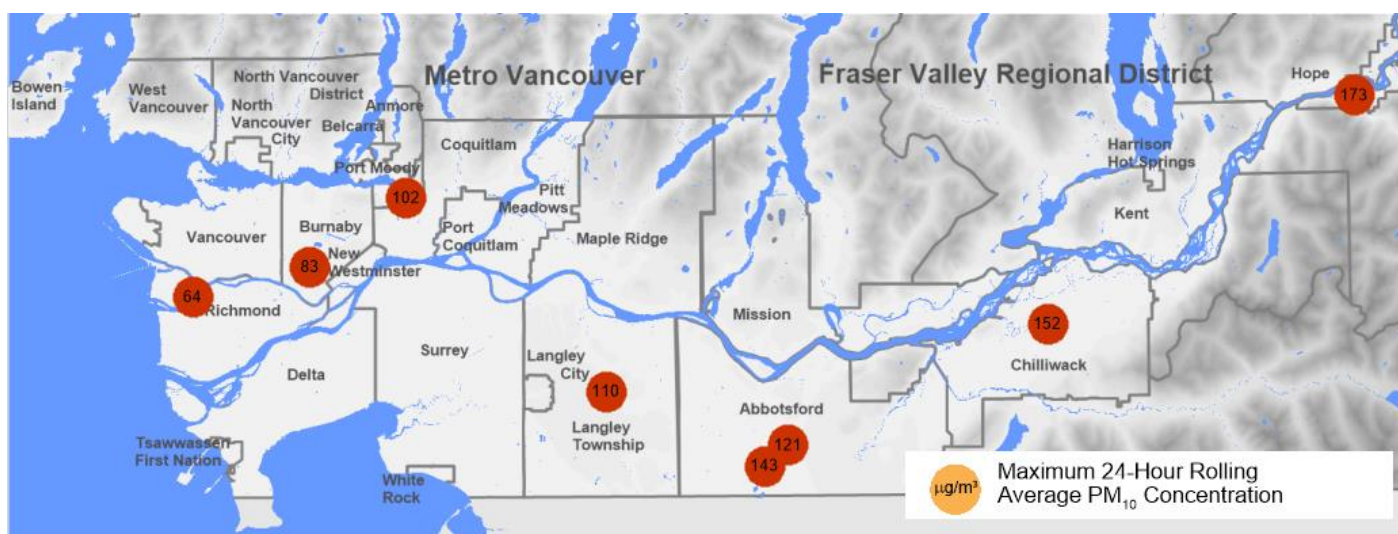 Metro Vancouver
Fraser Valley Regional District
Bowen
Island
West
Vancouver
North Vancouver
District
North
Vancouver
City
Anmore
Belcarra
Port Moody
Coquitlam
Hope
173
Harrison
Hot Springs
102
Pitt
Meadows
Vancouver
Burnaby
Port
Coquitlam
Maple Ridge
Kent
83
New
Westminster
64
Richmond
Mission
152
Surrey
Langley
City
Chilliwack
Delta
110
Abbotsford
Langley
Township
121
143
Tsawwassen
First Nation
White
Rock
µg/m³
Maximum 24-Hour Rolling
Average PM₁₀ Concentration